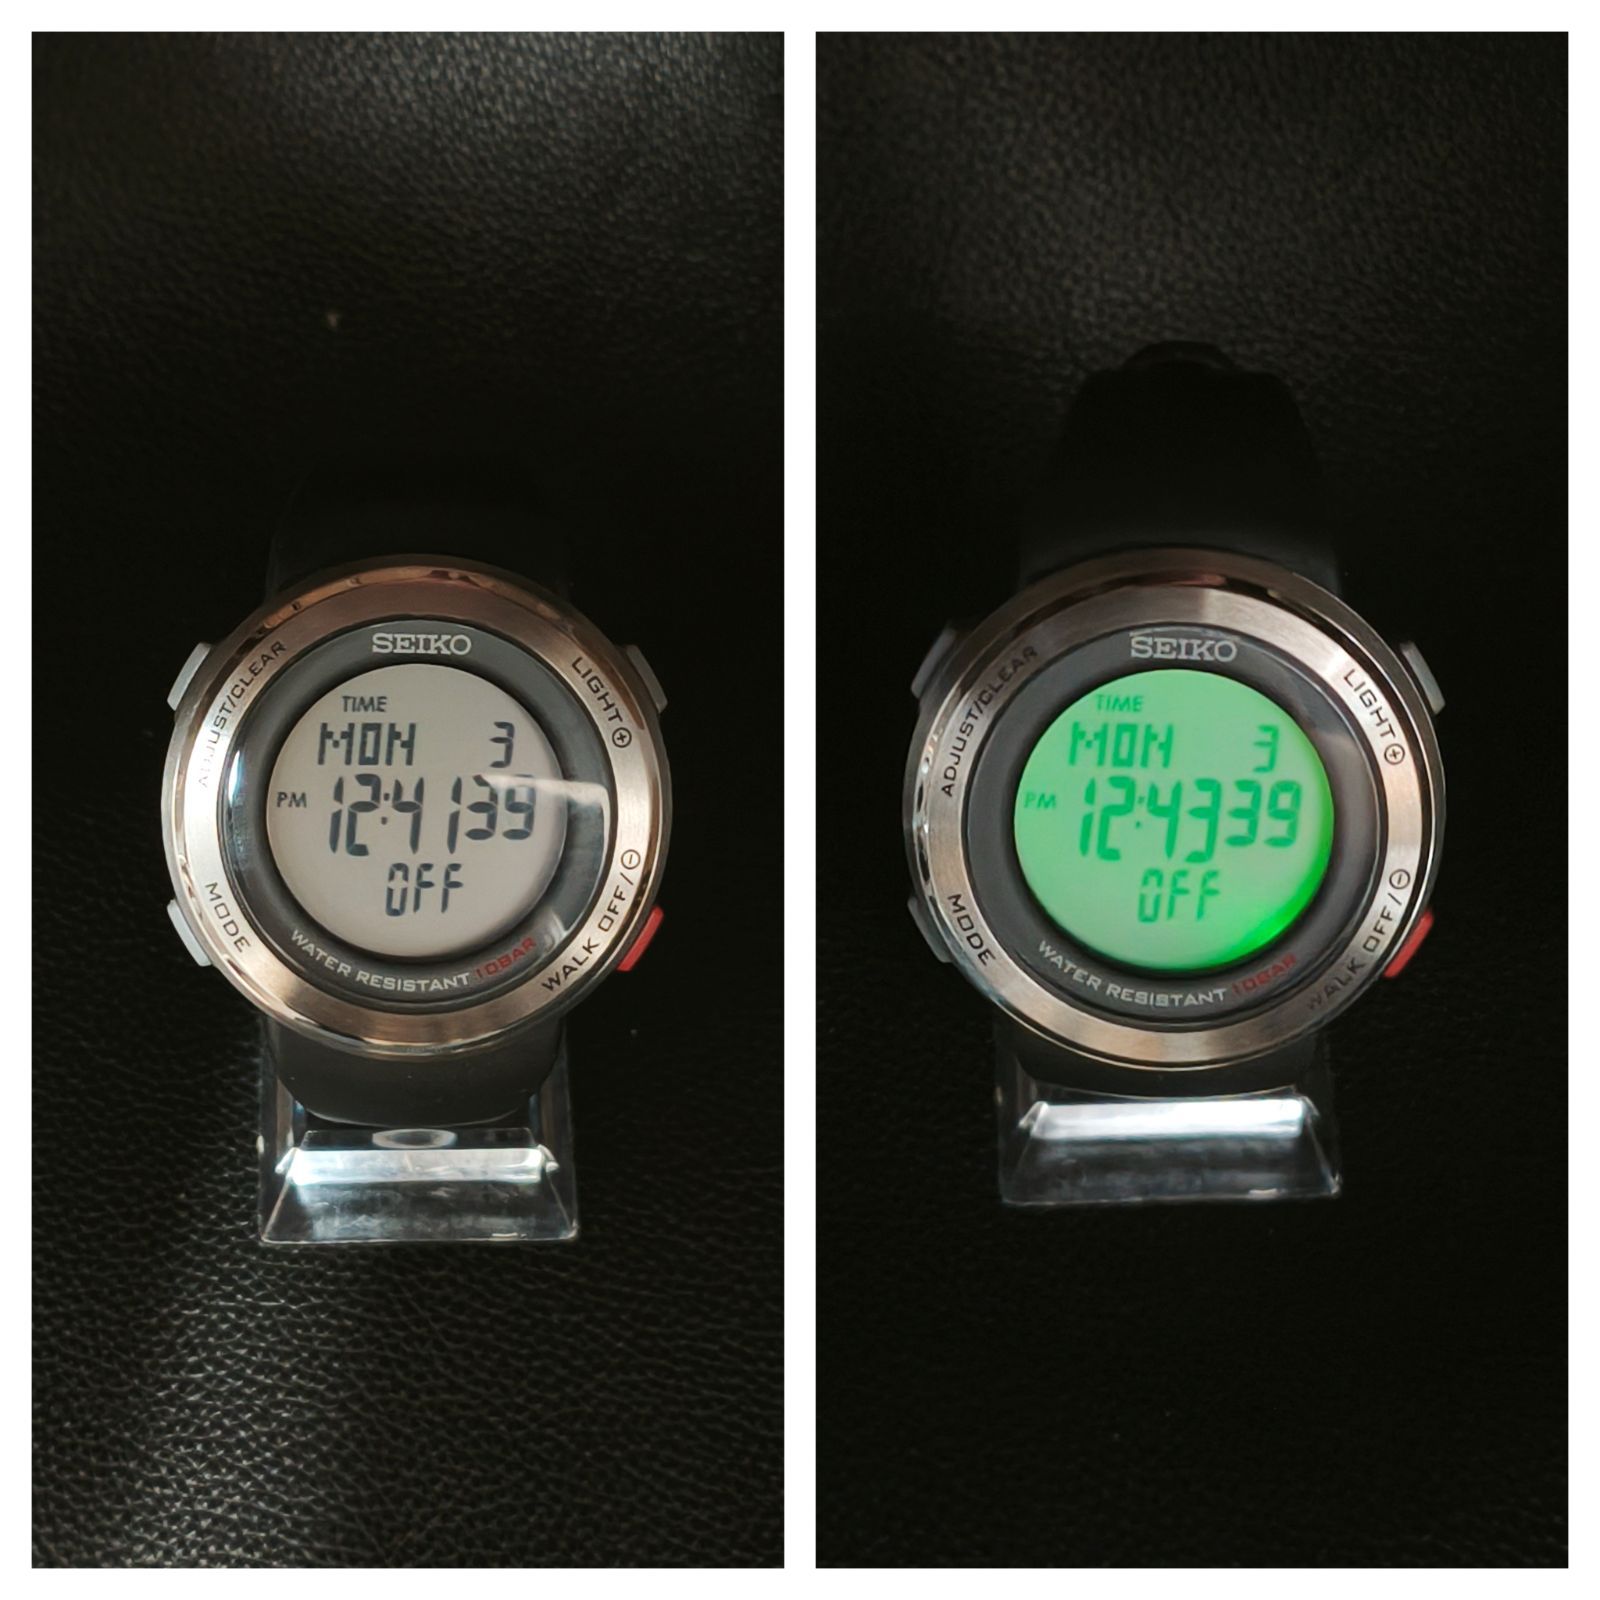 SEIKO
ADJUST/CLEAR
LIGHT+
TIME
MON 3
PM 12:41 39
OFF
MODE
WALK OFF/-
WATER RESISTANT 10BAR
SEIKO
ADJUST/CLEAR
LIGHT+
TIME
MON 3
PM 12:43 39
OFF
MODE
WALK OFF/-
WATER RESISTANT 10BAR